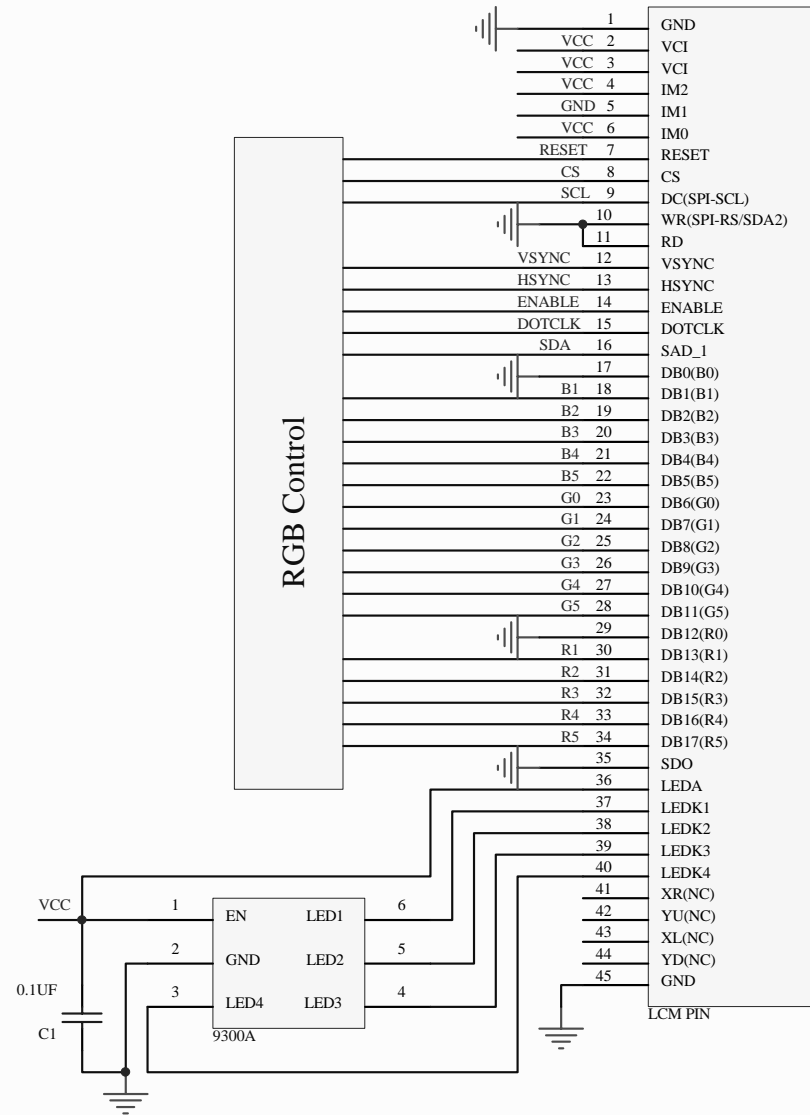 1 GND
VCC 2 VCI
VCC 3 VCI
VCC 4 IM2
GND 5 IM1
VCC 6 IM0
RESET 7 RESET
CS 8 CS
SCL 9 DC(SPI-SCL)
10 WR(SPI-RS/SDA2)
11 RD
VSYNC 12 VSYNC
HSYNC 13 HSYNC
ENABLE 14 ENABLE
DOTCLK 15 DOTCLK
SDA 16 SAD_1
17 DB0(B0)
B1 18 DB1(B1)
B2 19 DB2(B2)
B3 20 DB3(B3)
B4 21 DB4(B4)
B5 22 DB5(B5)
G0 23 DB6(G0)
G1 24 DB7(G1)
G2 25 DB8(G2)
G3 26 DB9(G3)
G4 27 DB10(G4)
G5 28 DB11(G5)
29 DB12(R0)
R1 30 DB13(R1)
R2 31 DB14(R2)
R3 32 DB15(R3)
R4 33 DB16(R4)
R5 34 DB17(R5)
35 SDO
36 LEDA
37 LEDK1
38 LEDK2
39 LEDK3
40 LEDK4
41 XR(NC)
42 YU(NC)
43 XL(NC)
44 YD(NC)
45 GND
LCM PIN
RGB Control
VCC 1 EN LED1 6
2 GND LED2 5
3 LED4 LED3 4
9300A
0.1UF
C1